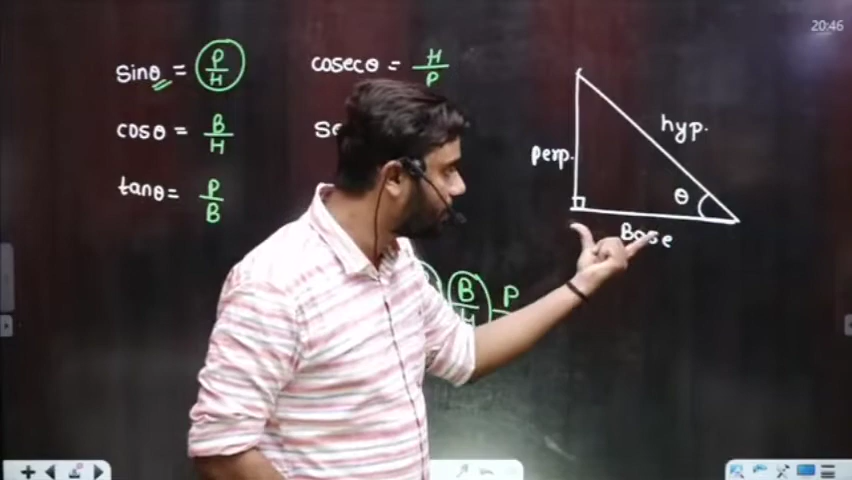 20:46
sinθ = P/H
cosecθ = H/P
cosθ = B/H
tanθ = P/B
hyp.
perp.
θ
Base
B/H P